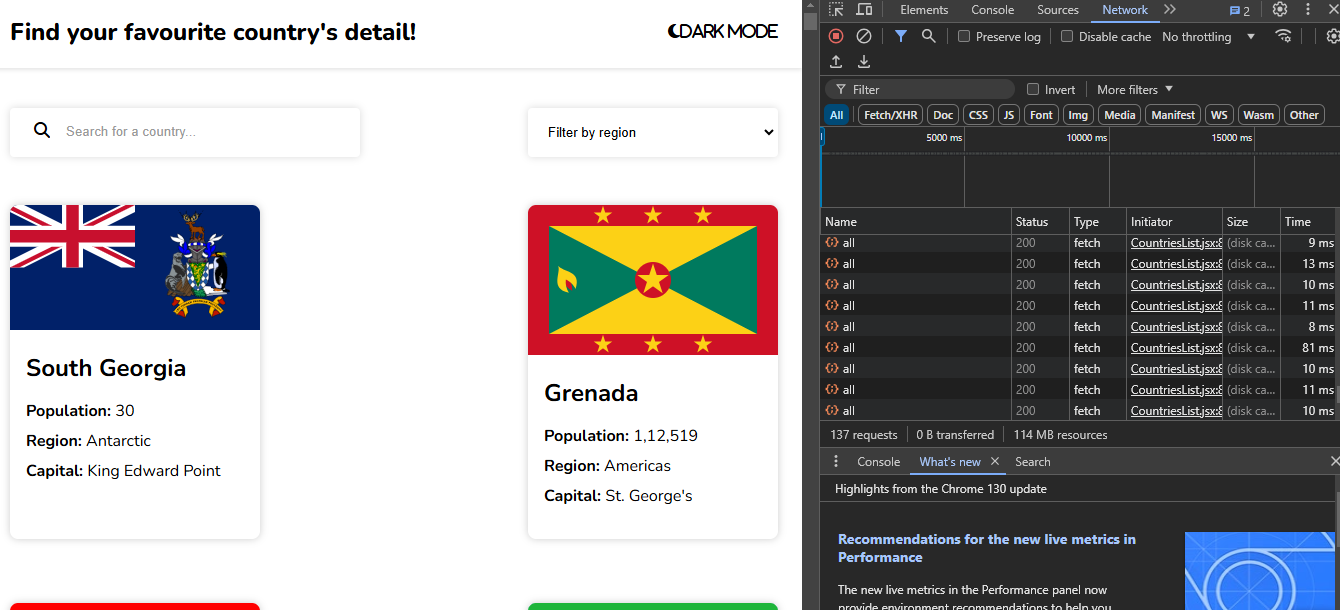 Find your favourite country's detail!
DARK MODE
Search for a country...
Filter by region
South Georgia
Population: 30
Region: Antarctic
Capital: King Edward Point
Grenada
Population: 1,12,519
Region: Americas
Capital: St. George's
Elements Console Sources Network 2
Preserve log Disable cache No throttling
Filter Invert More filters
All Fetch/XHR Doc CSS JS Font Img Media Manifest WS Wasm Other
5000 ms 10000 ms 15000 ms
Name Status Type Initiator Size Time
all 200 fetch CountriesList.jsx:8 (disk ca... 9 ms
all 200 fetch CountriesList.jsx:8 (disk ca... 13 ms
all 200 fetch CountriesList.jsx:8 (disk ca... 10 ms
all 200 fetch CountriesList.jsx:8 (disk ca... 11 ms
all 200 fetch CountriesList.jsx:8 (disk ca... 8 ms
all 200 fetch CountriesList.jsx:8 (disk ca... 81 ms
all 200 fetch CountriesList.jsx:8 (disk ca... 10 ms
all 200 fetch CountriesList.jsx:8 (disk ca... 11 ms
all 200 fetch CountriesList.jsx:8 (disk ca... 10 ms
137 requests 0 B transferred 114 MB resources
Console What's new Search
Highlights from the Chrome 130 update
Recommendations for the new live metrics in
Performance
The new live metrics in the Performance panel now
provide environment recommendations to help you